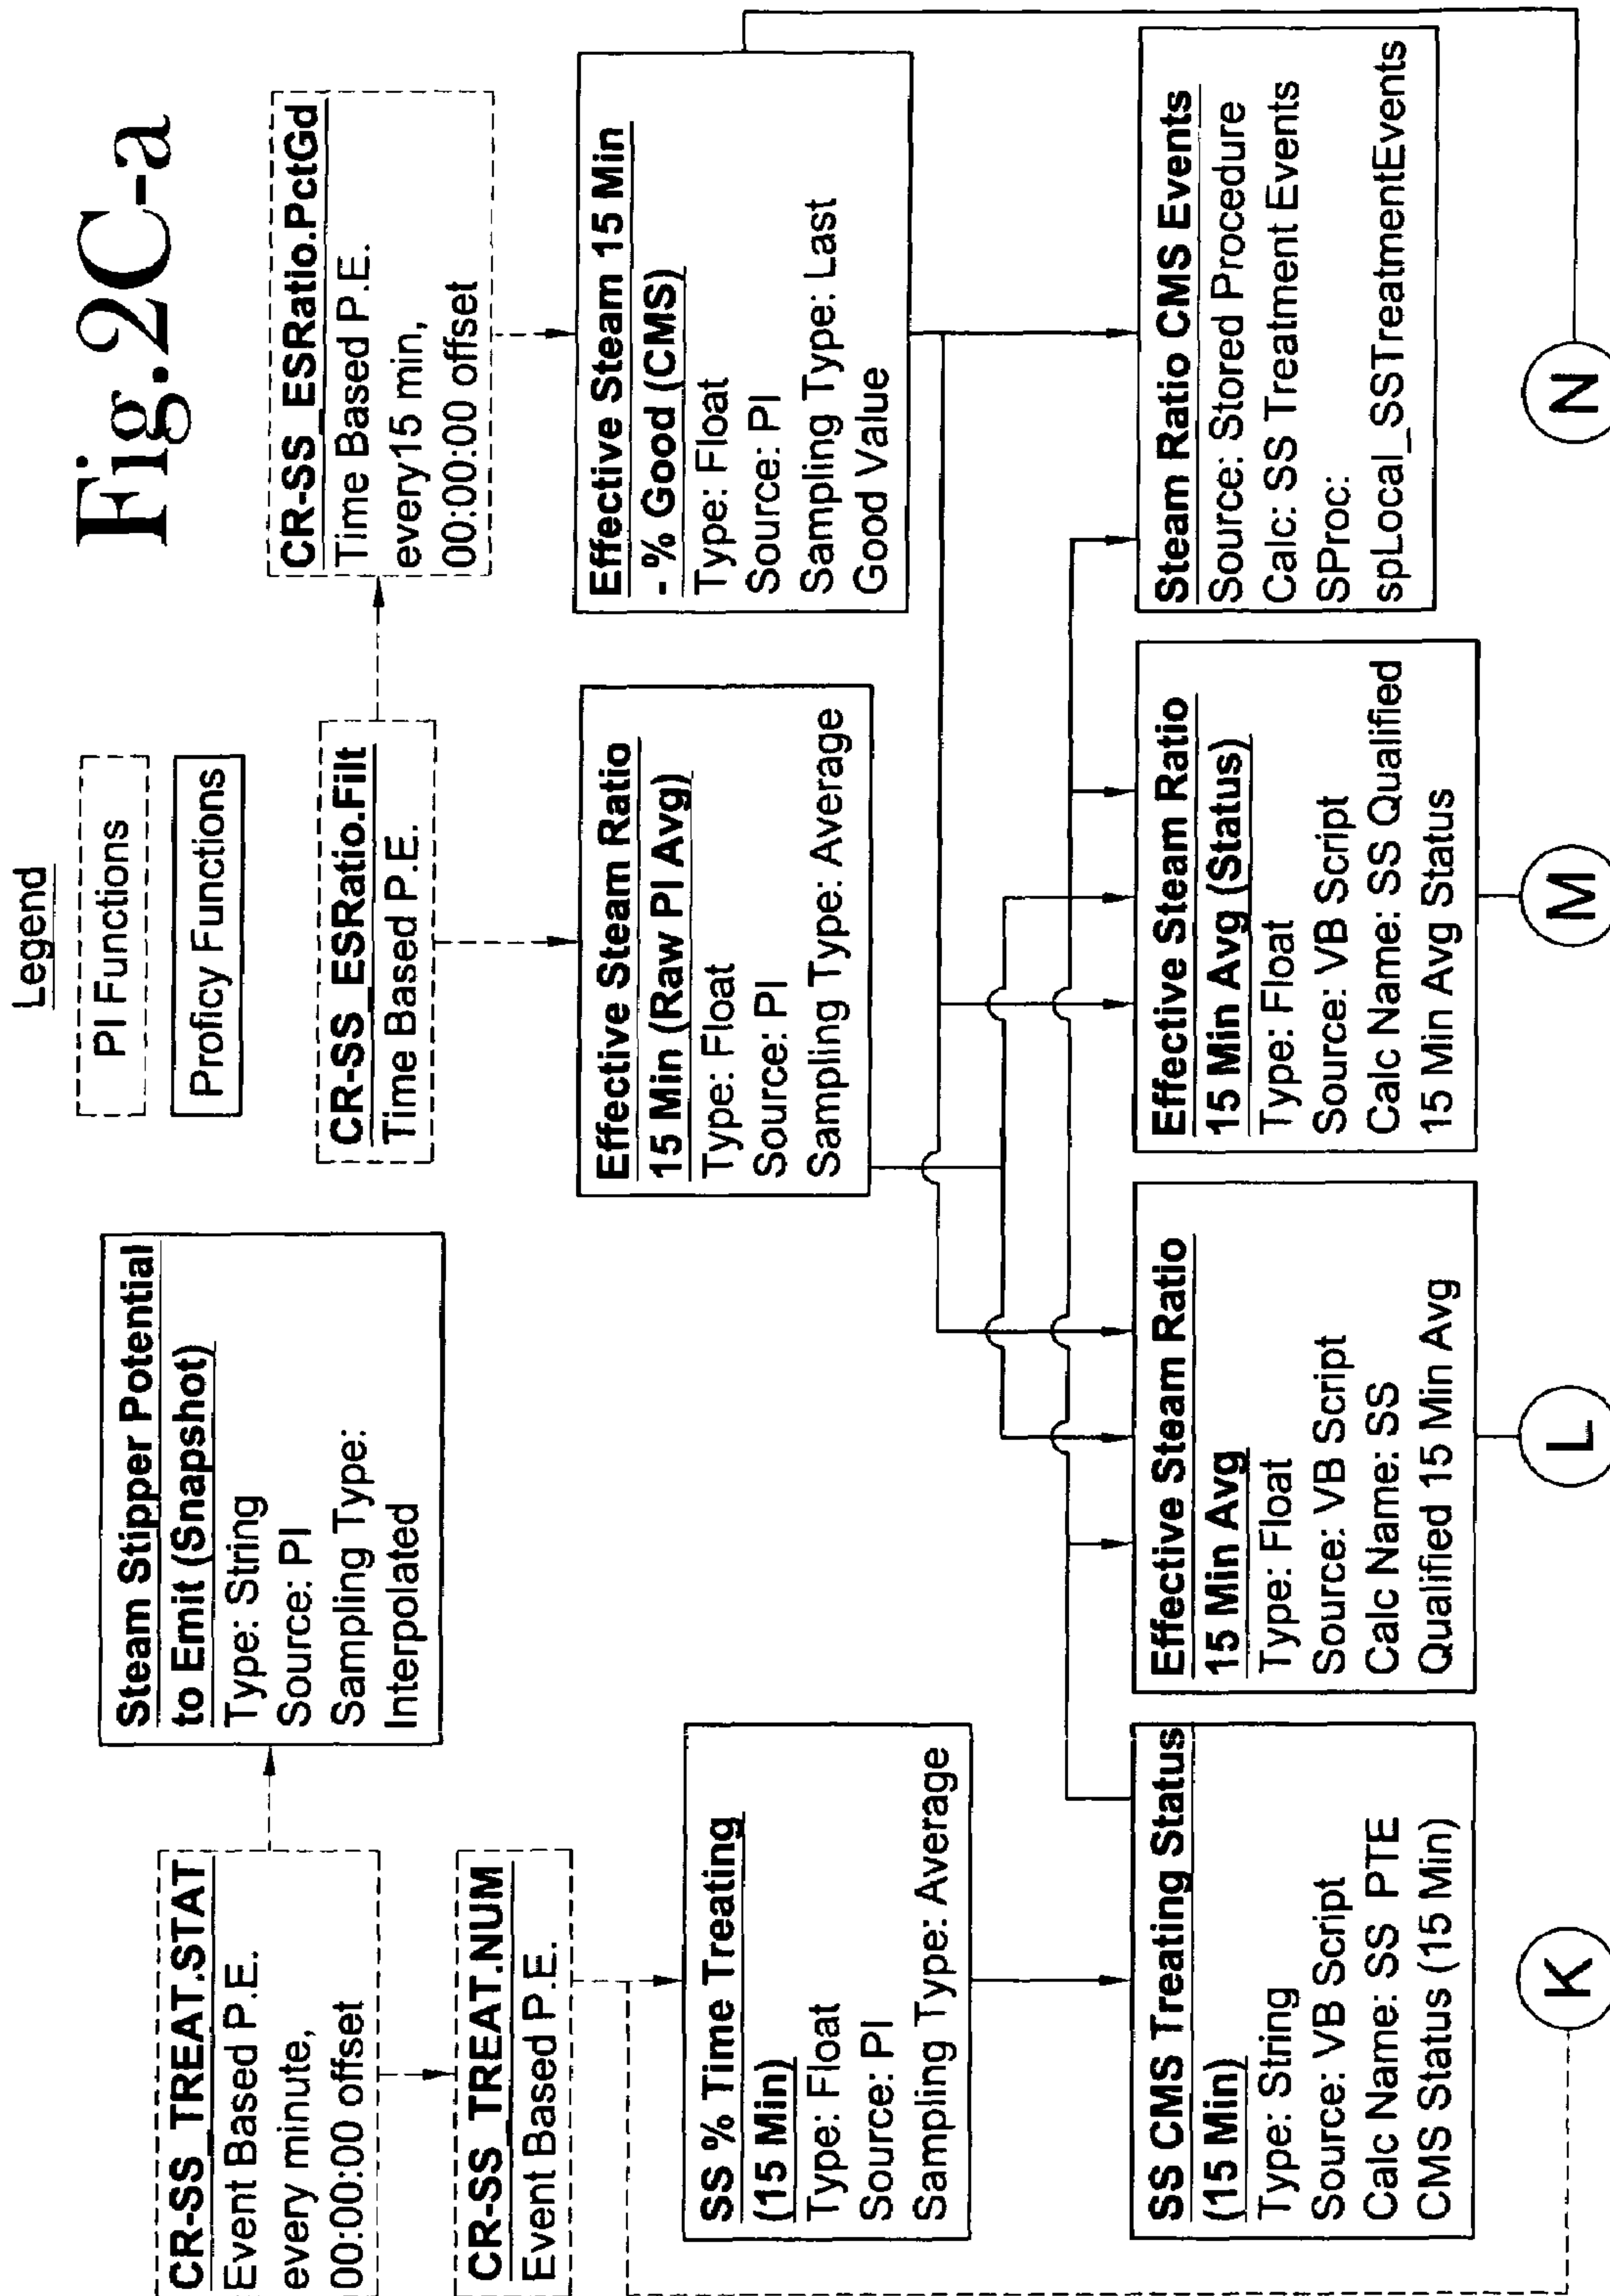 Fig.2C-a
Legend
PI Functions
Proficy Functions
CR-SS_TREAT.STAT
Event Based P.E.
every minute,
00:00:00 offset
Steam Stipper Potential
to Emit (Snapshot)
Type: String
Source: PI
Sampling Type:
Interpolated
CR-SS_ESRatio.Filt
Time Based P.E.
CR-SS_ESRatio.PctGd
Time Based P.E.
every15 min,
00:00:00 offset
CR-SS_TREAT.NUM
Event Based P.E.
SS % Time Treating
(15 Min)
Type: Float
Source: PI
Sampling Type: Average
Effective Steam Ratio
15 Min (Raw PI Avg)
Type: Float
Source: PI
Sampling Type: Average
Effective Steam 15 Min
- % Good (CMS)
Type: Float
Source: PI
Sampling Type: Last
Good Value
SS CMS Treating Status
(15 Min)
Type: String
Source: VB Script
Calc Name: SS PTE
CMS Status (15 Min)
Effective Steam Ratio
15 Min Avg
Type: Float
Source: VB Script
Calc Name: SS
Qualified 15 Min Avg
Effective Steam Ratio
15 Min Avg (Status)
Type: Float
Source: VB Script
Calc Name: SS Qualified
15 Min Avg Status
Steam Ratio CMS Events
Source: Stored Procedure
Calc: SS Treatment Events
SProc:
spLocal_SSTreatmentEvents
K
L
M
N